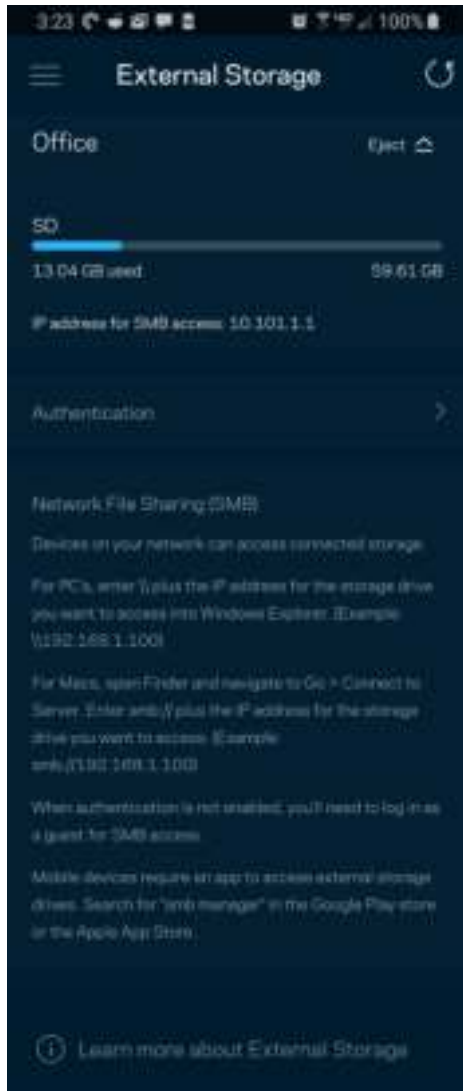 3:23 100%
External Storage
Office Eject
SD
13.04 GB used 59.61 GB
IP address for SMB access: 10.101.1.1
Authentication
Network File Sharing (SMB)
Devices on your network can access connected storage.
For PC's, enter \\ plus the IP address for the storage drive
you want to access into Windows Explorer. (Example:
\\192.168.1.100)
For Macs, open Finder and navigate to Go > Connect to
Server. Enter smb:// plus the IP address for the storage
drive you want to access. (Example:
smb://192.168.1.100)
When authentication is not enabled, you'll need to log in as
a guest for SMB access.
Mobile devices require an app to access external storage
drives. Search for "smb manager" in the Google Play store
or the Apple App Store.
Learn more about External Storage